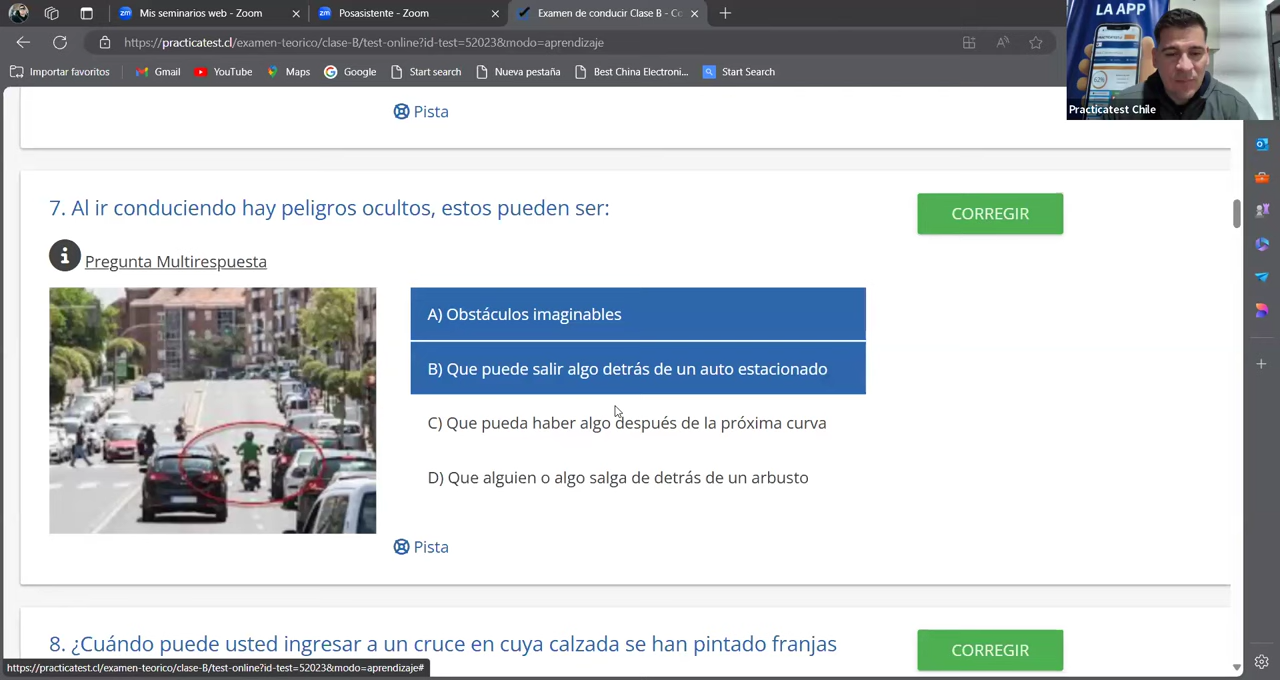 Mis seminarios web - Zoom
Posasistente - Zoom
Examen de conducir Clase B - Co
https://practicatest.cl/examen-teorico/clase-B/test-online?id-test=52023&modo=aprendizaje
Importar favoritos
Gmail
YouTube
Maps
Google
Start search
Nueva pestaña
Best China Electroni...
Start Search
LA APP
Practicatest Chile
Pista
7. Al ir conduciendo hay peligros ocultos, estos pueden ser:
CORREGIR
Pregunta Multirespuesta
A) Obstáculos imaginables
B) Que puede salir algo detrás de un auto estacionado
C) Que pueda haber algo después de la próxima curva
D) Que alguien o algo salga de detrás de un arbusto
Pista
8. ¿Cuándo puede usted ingresar a un cruce en cuya calzada se han pintado franjas
CORREGIR
https://practicatest.cl/examen-teorico/clase-B/test-online?id-test=52023&modo=aprendizaje#